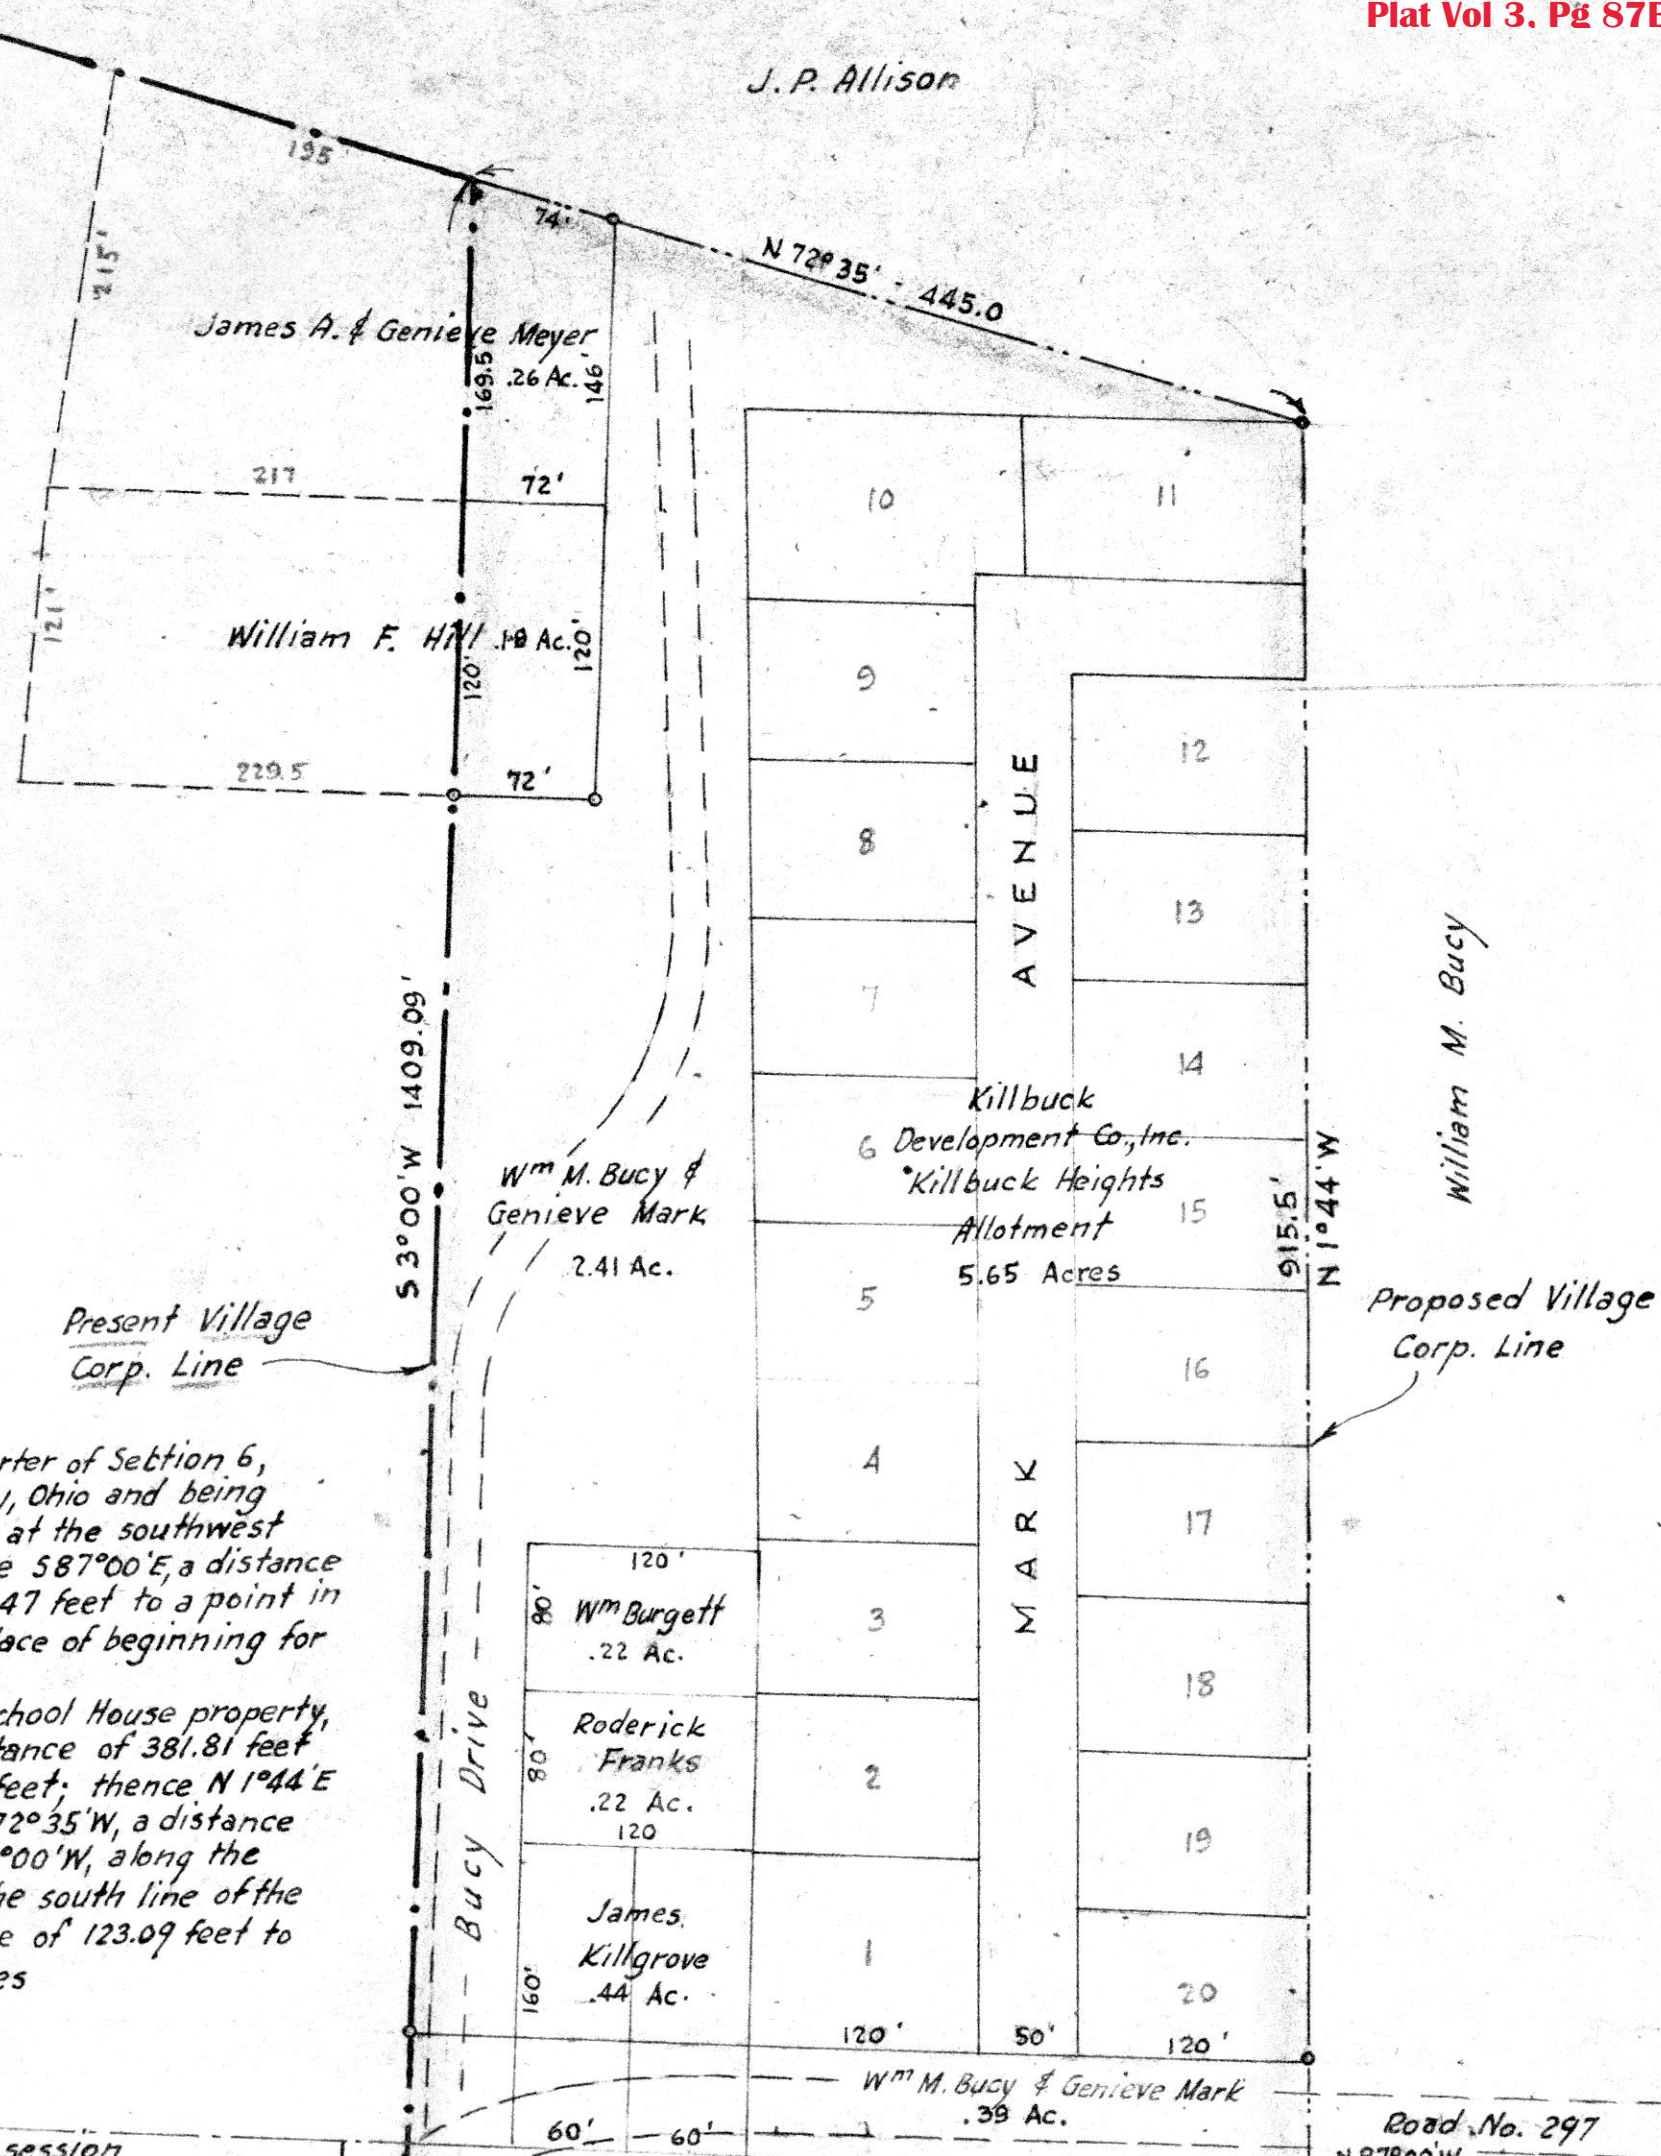 Plat Vol 3, Pg 87
J.P. Allison
195
74'
N 72°35' - 445.0
215'
James A. & Genieve Meyer
.26 Ac.
169.5'
146'
217
72'
121'
William F. Hill
Ac.
120'
120'
229.5
72'
10
11
9
8
7
6
5
4
3
2
1
12
13
14
15
16
17
18
19
20
MARK AVENUE
S 3°00'W 1409.09'
Wm M. Bucy &
Genieve Mark
2.41 Ac.
Killbuck
Development Co., Inc.
Killbuck Heights
Allotment
5.65 Acres
915.5'
N 1°44'W
William M. Bucy
Present Village
Corp. Line
Proposed Village
Corp. Line
rter of Section 6,
, Ohio and being
at the southwest
e S87°00'E, a distance
47 feet to a point in
lace of beginning for
chool House property,
tance of 381.81 feet
feet; thence N 1°44'E
72°35'W, a distance
°00'W, along the
he south line of the
e of 123.09 feet to
es
120'
80'
Wm Burgett
.22 Ac.
80'
Roderick
Franks
.22 Ac.
120
James
Killgrove
.44 Ac.
160'
Bucy Drive
120'
50'
120'
Wm M. Bucy & Genieve Mark
.39 Ac.
60'
60'
Road No. 297
N 87°00'W
session